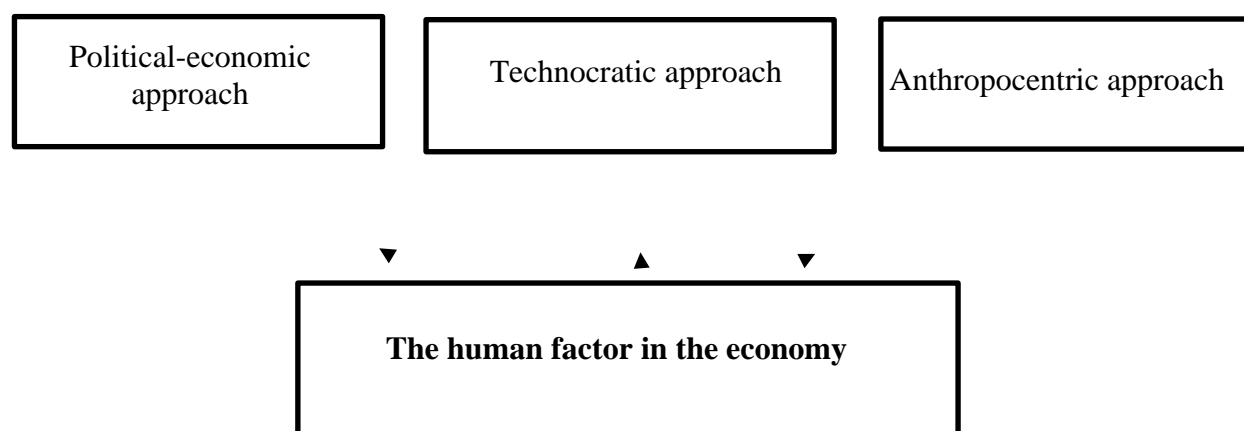 Political-economic
approach
Technocratic approach
Anthropocentric approach
The human factor in the economy